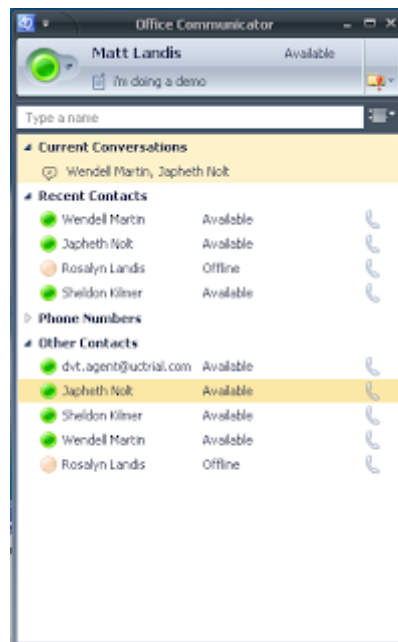 Office Communicator
Matt Landis Available
i'm doing a demo
Type a name
Current Conversations
Wendell Martin, Japheth Nolt
Recent Contacts
Wendell Martin Available
Japheth Nolt Available
Rosalyn Landis Offline
Sheldon Kilmer Available
Phone Numbers
Other Contacts
dvt.agent@uctrial.com Available
Japheth Nolt Available
Sheldon Kilmer Available
Wendell Martin Available
Rosalyn Landis Offline